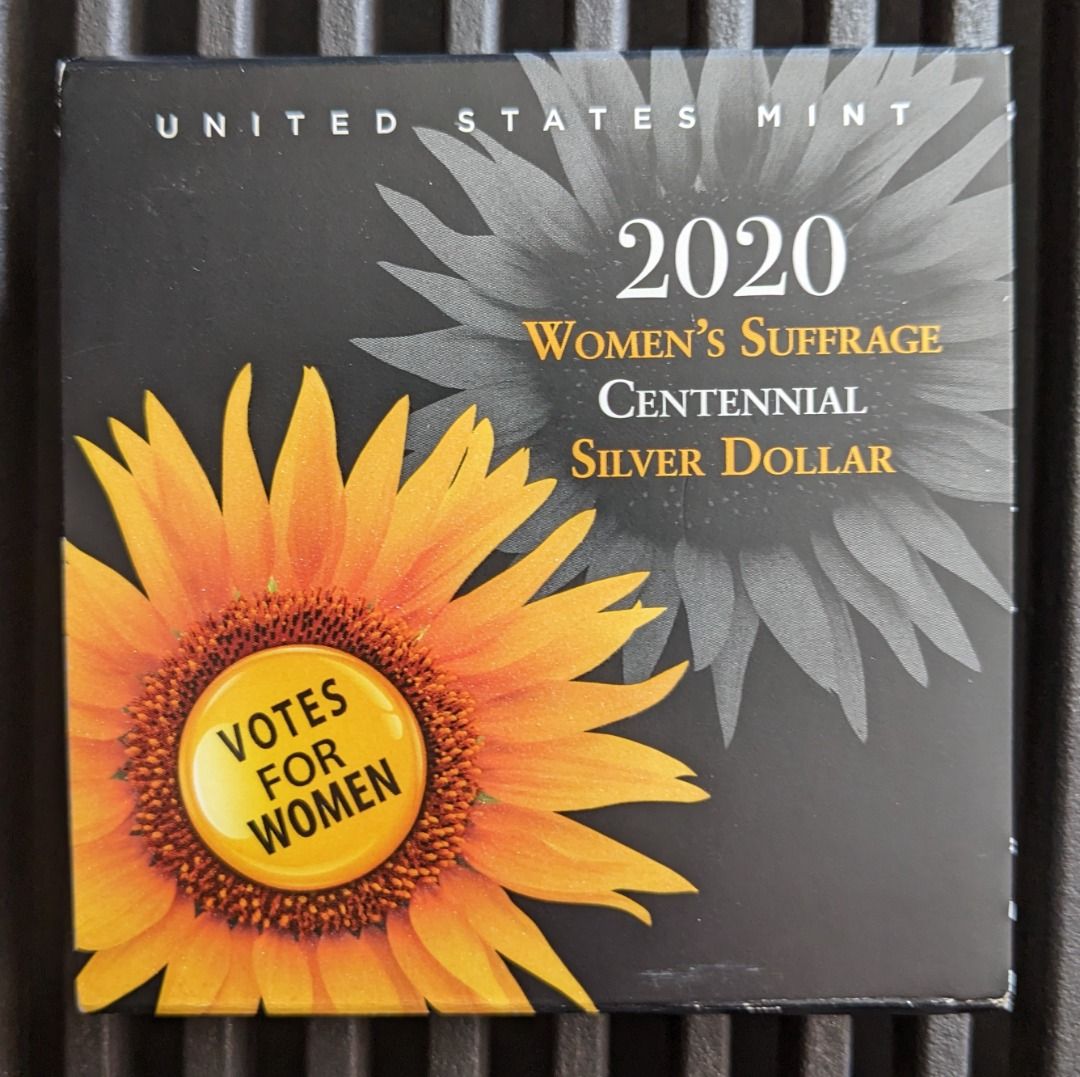 UNITED STATES MINT
2020
WOMEN'S SUFFRAGE
CENTENNIAL
SILVER DOLLAR
VOTES
FOR
WOMEN